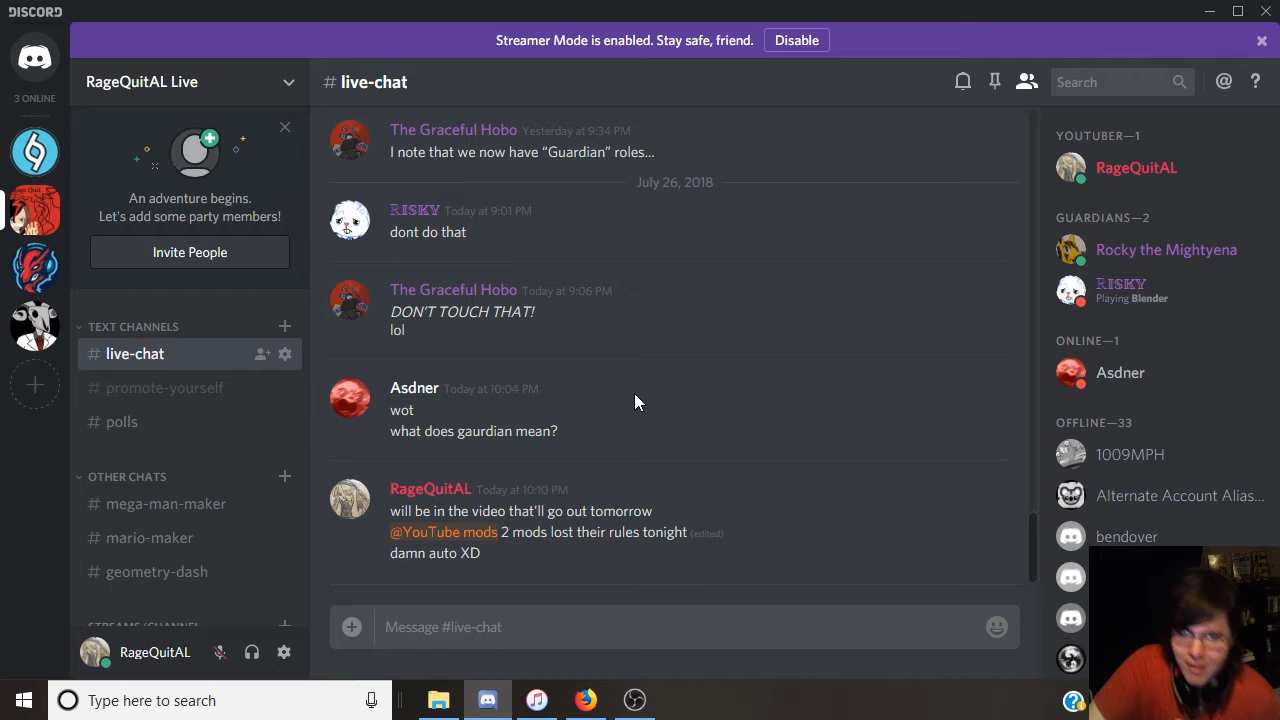 DISCORD
Streamer Mode is enabled. Stay safe, friend.
Disable
3 ONLINE
RageQuitAL Live
# live-chat
Search
An adventure begins.
Let's add some party members!
Invite People
TEXT CHANNELS
# live-chat
# promote-yourself
# polls
OTHER CHATS
# mega-man-maker
# mario-maker
# geometry-dash
RageQuitAL
The Graceful Hobo Yesterday at 9:34 PM
I note that we now have “Guardian” roles...
July 26, 2018
RISKY Today at 9:01 PM
dont do that
The Graceful Hobo Today at 9:06 PM
DON'T TOUCH THAT!
lol
Asdner Today at 10:04 PM
wot
what does gaurdian mean?
RageQuitAL Today at 10:10 PM
will be in the video that'll go out tomorrow
@YouTube mods 2 mods lost their rules tonight (edited)
damn auto XD
Message #live-chat
YOUTUBER—1
RageQuitAL
GUARDIANS—2
Rocky the Mightyena
RISKY
Playing Blender
ONLINE—1
Asdner
OFFLINE—33
1009MPH
Alternate Account Alias...
bendover
Type here to search